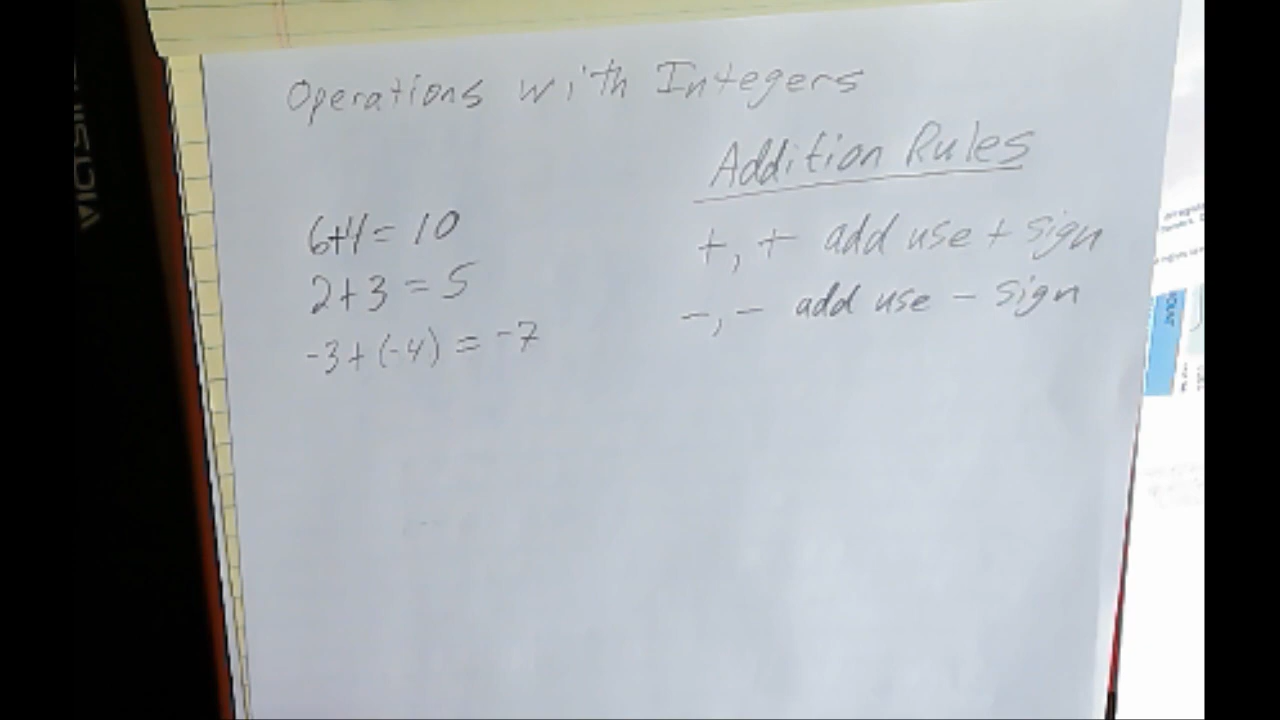 Operations with Integers
Addition Rules
6+4 = 10
2+3 = 5
-3+(-4) = -7
+, + add use + sign
-, - add use - sign